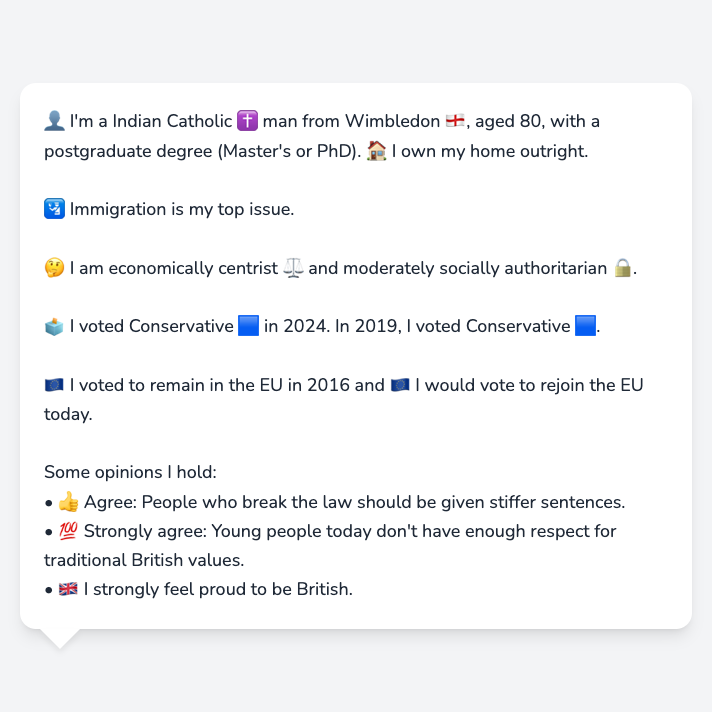 👤 I'm a Indian Catholic ✝️ man from Wimbledon 🏴󠁧󠁢󠁥󠁮󠁧󠁿, aged 80, with a
postgraduate degree (Master's or PhD). 🏠 I own my home outright.
🛂 Immigration is my top issue.
🤔 I am economically centrist ⚖️ and moderately socially authoritarian 🔒.
🗳️ I voted Conservative 🟦 in 2024. In 2019, I voted Conservative 🟦.
🇪🇺 I voted to remain in the EU in 2016 and 🇪🇺 I would vote to rejoin the EU
today.
Some opinions I hold:
• 👍 Agree: People who break the law should be given stiffer sentences.
• 💯 Strongly agree: Young people today don't have enough respect for
traditional British values.
• 🇬🇧 I strongly feel proud to be British.